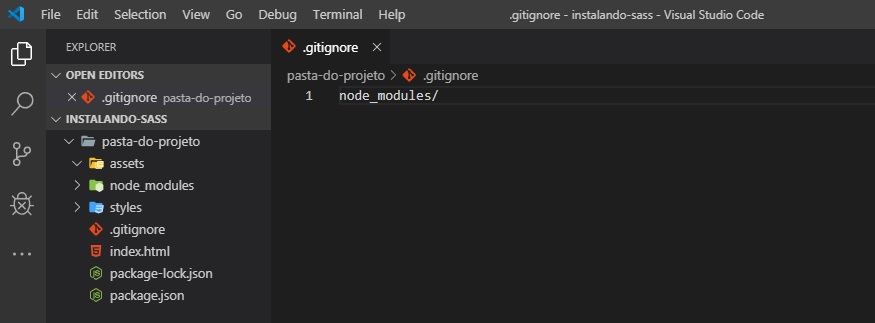 File Edit Selection View Go Debug Terminal Help .gitignore - instalando-sass - Visual Studio Code
EXPLORER
OPEN EDITORS
.gitignore pasta-do-projeto
INSTALANDO-SASS
pasta-do-projeto
assets
node_modules
styles
.gitignore
index.html
package-lock.json
package.json
.gitignore
pasta-do-projeto > .gitignore
1 node_modules/